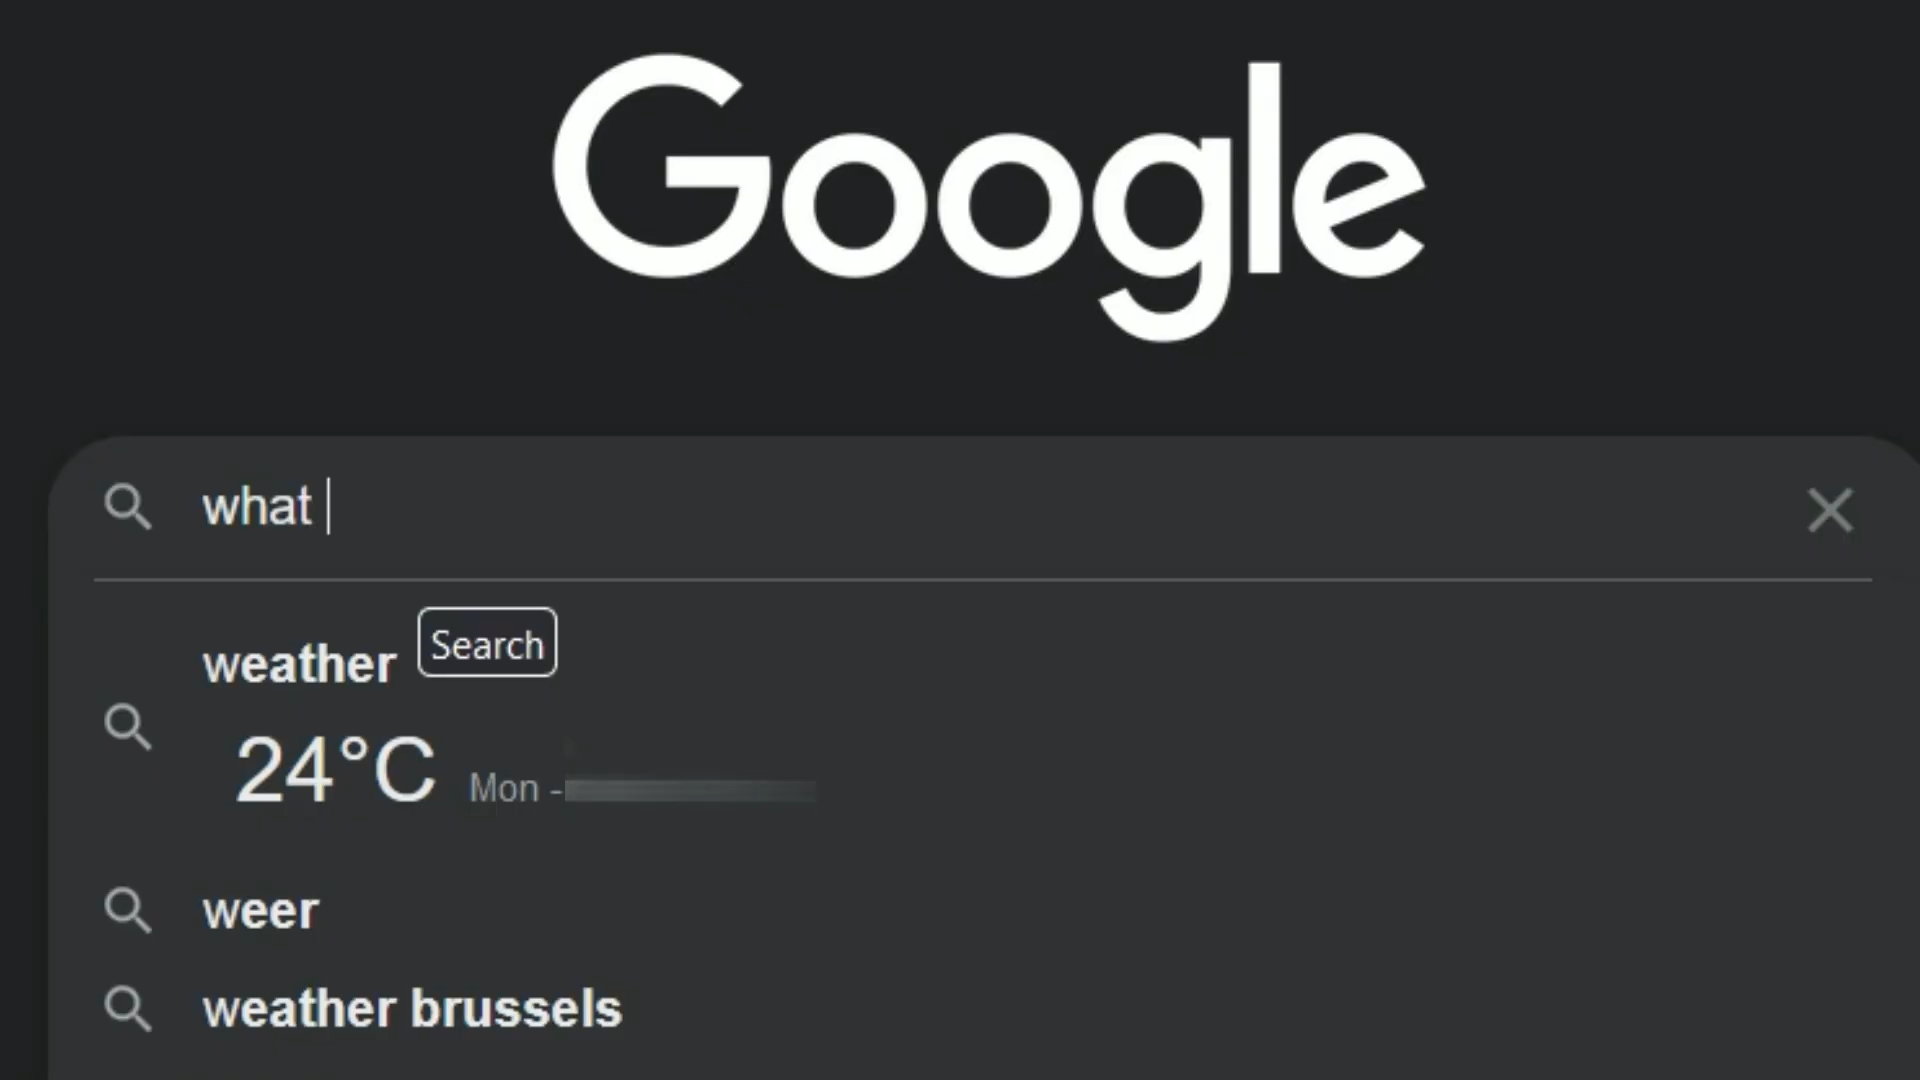 Google
what
weather
Search
24°C Mon -
weer
weather brussels